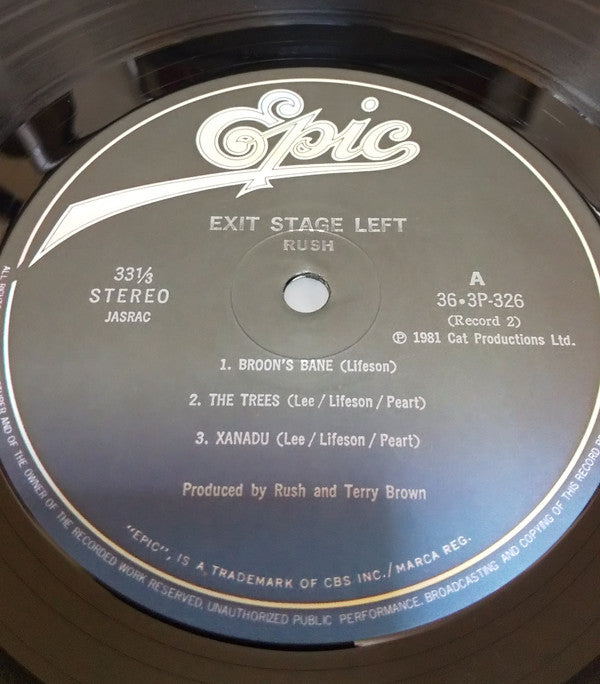 Epic
EXIT STAGE LEFT
RUSH
33⅓
STEREO
JASRAC
A
36•3P-326
(Record 2)
Ⓟ 1981 Cat Productions Ltd.
1. BROON'S BANE (Lifeson)
2. THE TREES (Lee / Lifeson / Peart)
3. XANADU (Lee / Lifeson / Peart)
Produced by Rush and Terry Brown
"EPIC", IS A TRADEMARK OF CBS INC./MARCA REG.
AND OF THE OWNER OF THE RECORDED WORK RESERVED, UNAUTHORIZED PUBLIC PERFORMANCE, BROADCASTING AND COPYING OF THIS RECORD